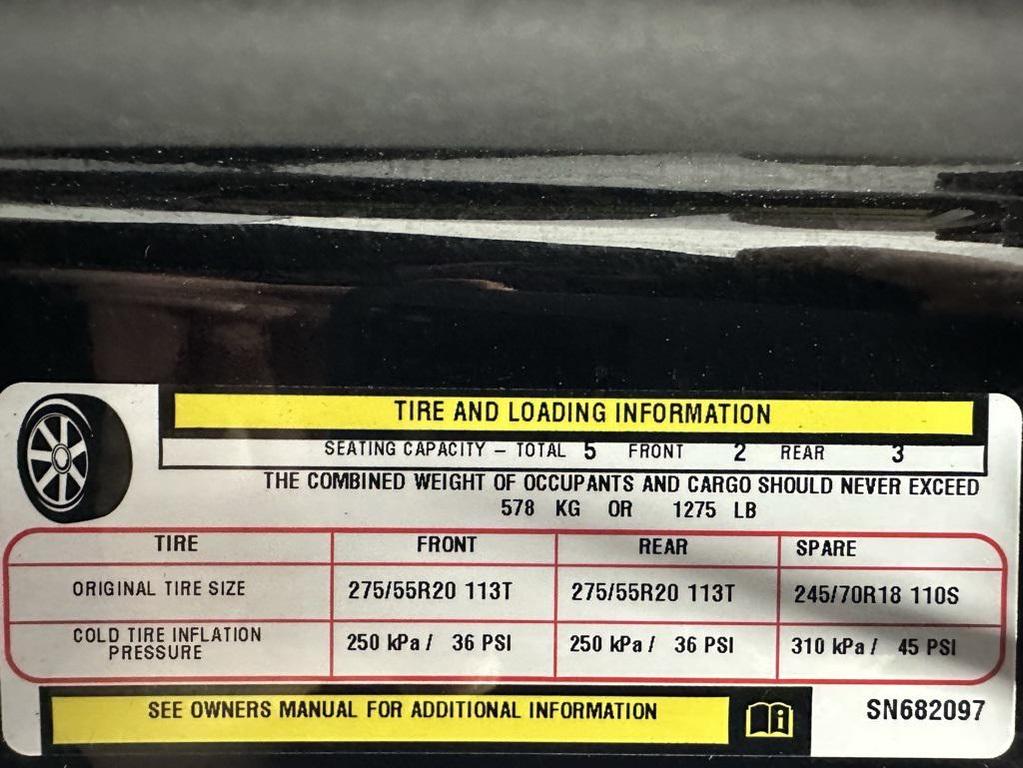 TIRE AND LOADING INFORMATION
SEATING CAPACITY – TOTAL 5 FRONT 2 REAR 3
THE COMBINED WEIGHT OF OCCUPANTS AND CARGO SHOULD NEVER EXCEED
578 KG OR 1275 LB
TIRE FRONT REAR SPARE
ORIGINAL TIRE SIZE 275/55R20 113T 275/55R20 113T 245/70R18 110S
COLD TIRE INFLATION
PRESSURE 250 kPa / 36 PSI 250 kPa / 36 PSI 310 kPa / 45 PSI
SEE OWNERS MANUAL FOR ADDITIONAL INFORMATION i SN682097